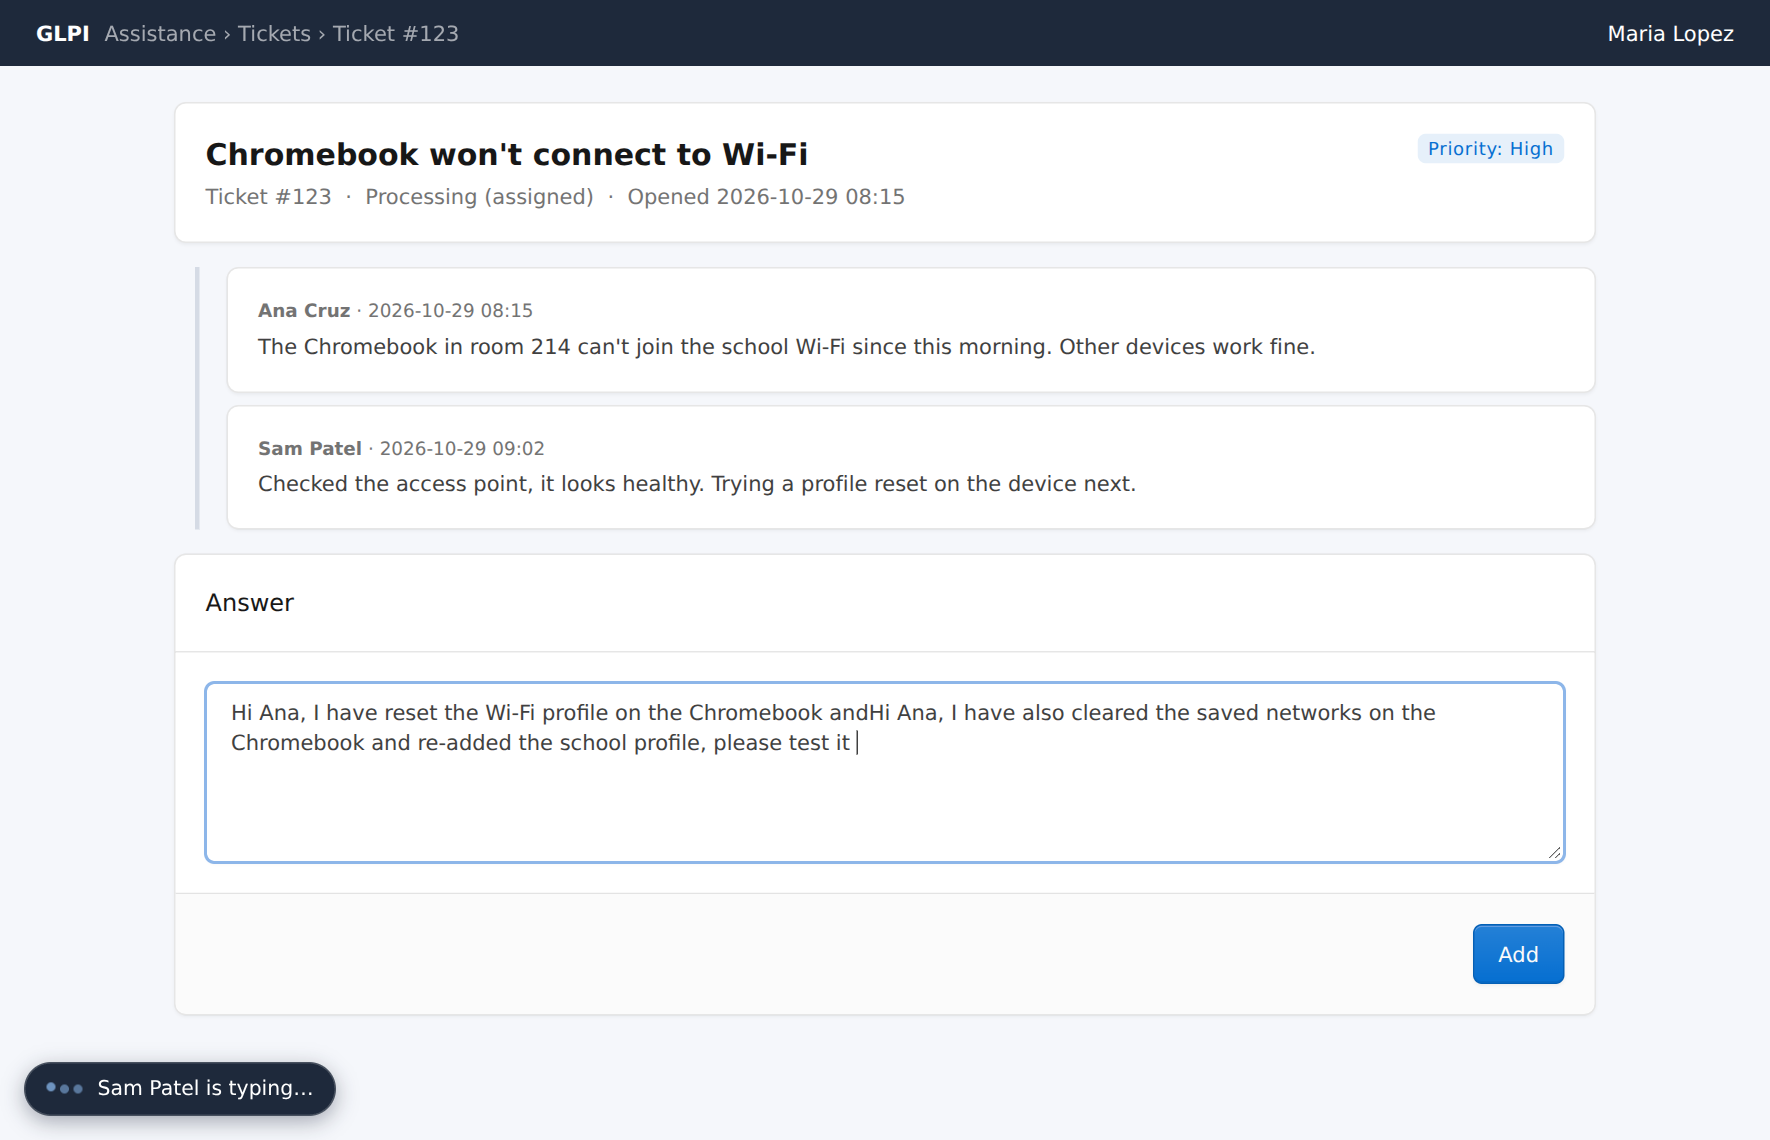 GLPI Assistance › Tickets › Ticket #123
Maria Lopez
Chromebook won't connect to Wi-Fi
Priority: High
Ticket #123 · Processing (assigned) · Opened 2026-10-29 08:15
Ana Cruz · 2026-10-29 08:15
The Chromebook in room 214 can't join the school Wi-Fi since this morning. Other devices work fine.
Sam Patel · 2026-10-29 09:02
Checked the access point, it looks healthy. Trying a profile reset on the device next.
Answer
Hi Ana, I have reset the Wi-Fi profile on the Chromebook andHi Ana, I have also cleared the saved networks on the
Chromebook and re-added the school profile, please test it
Add
Sam Patel is typing...